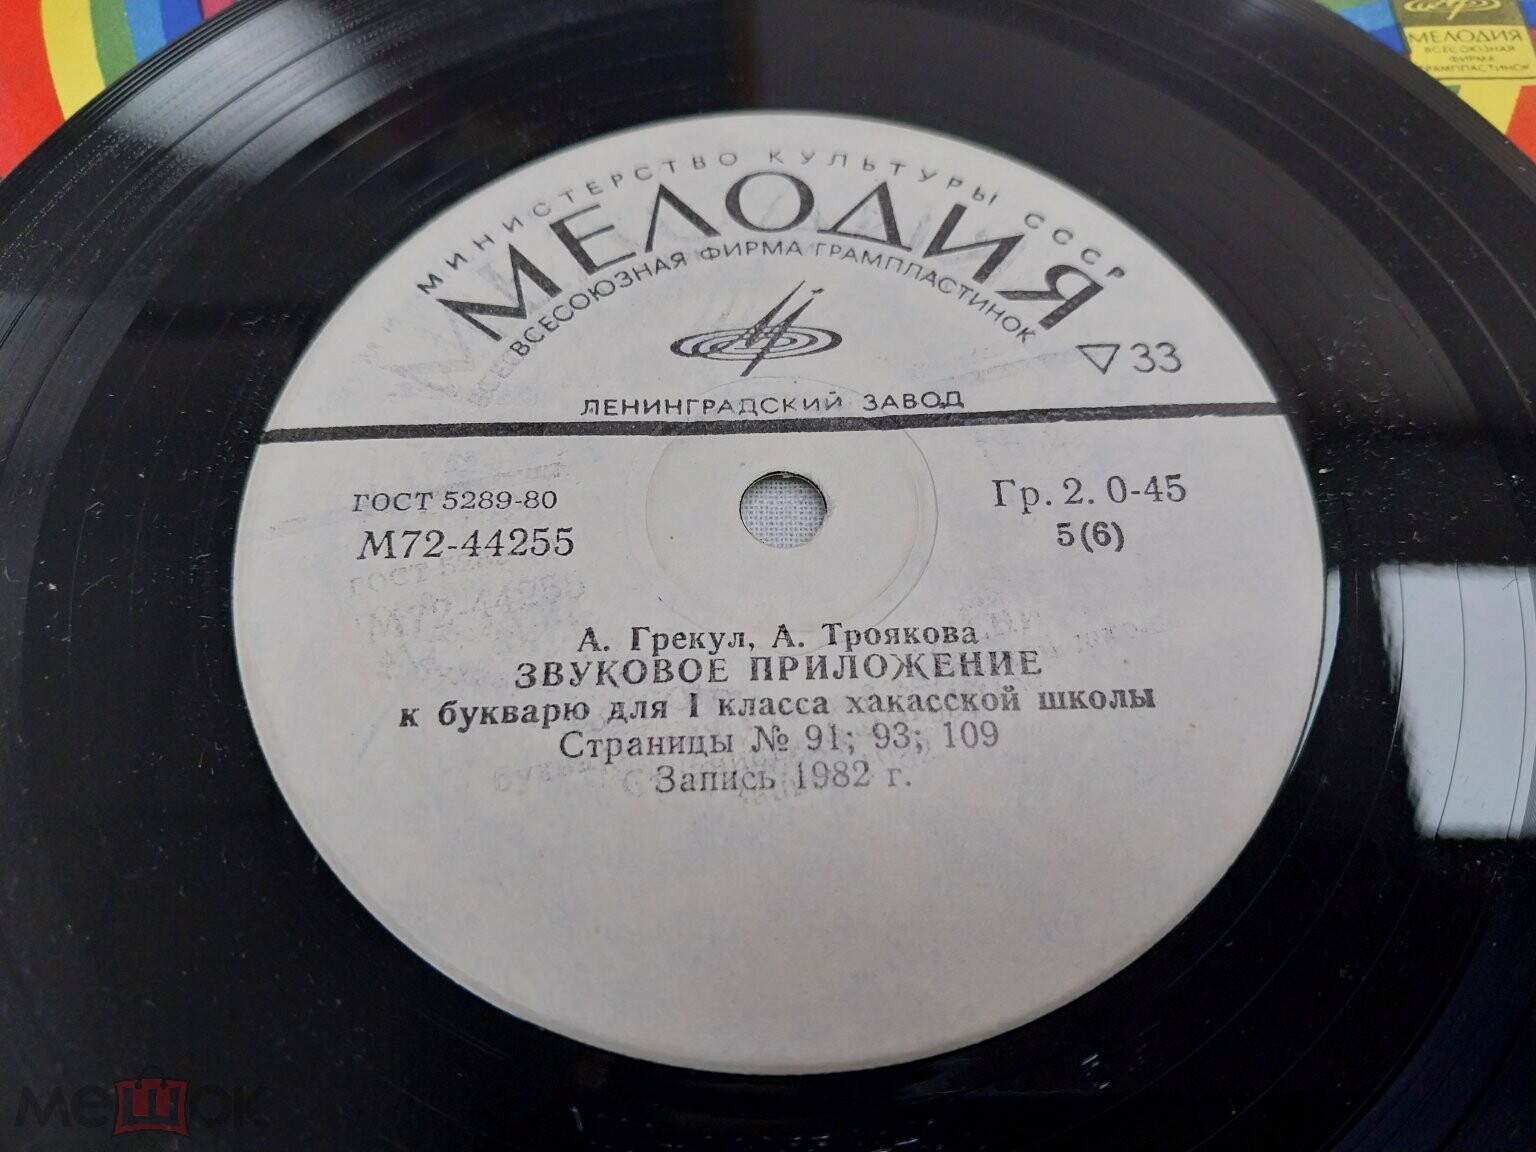 МЕЛОДИЯ
ВСЕСОЮЗНАЯ
ФИРМА
ГРАМПЛАСТИНОК
МИНИСТЕРСТВО КУЛЬТУРЫ СССР
МЕЛОДИЯ
ВСЕСОЮЗНАЯ ФИРМА ГРАМПЛАСТИНОК
▽ 33
ЛЕНИНГРАДСКИЙ ЗАВОД
ГОСТ 5289-80
М72-44255
Гр. 2. 0-45
5(6)
А. Грекул, А. Троякова
ЗВУКОВОЕ ПРИЛОЖЕНИЕ
к букварю для I класса хакасской школы
Страницы № 91; 93; 109
Запись 1982 г.
мешок